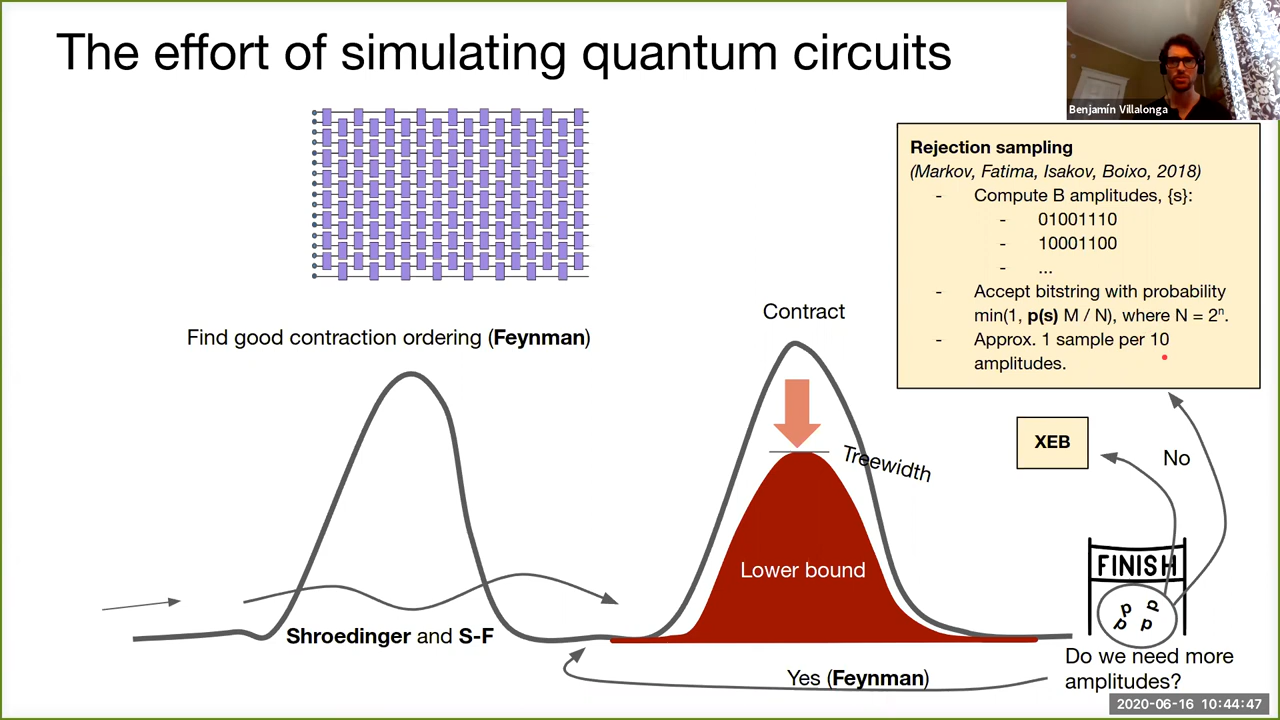 The effort of simulating quantum circuits
Benjamín Villalonga
Rejection sampling
(Markov, Fatima, Isakov, Boixo, 2018)
- Compute B amplitudes, {s}:
- 01001110
- 10001100
- ...
- Accept bitstring with probability
min(1, p(s) M / N), where N = 2ⁿ.
- Approx. 1 sample per 10
amplitudes.
Contract
Find good contraction ordering (Feynman)
XEB
No
Treewidth
Lower bound
FINISH
p p
p p
Shroedinger and S-F
Do we need more
amplitudes?
Yes (Feynman)
2020-06-16 10:44:47